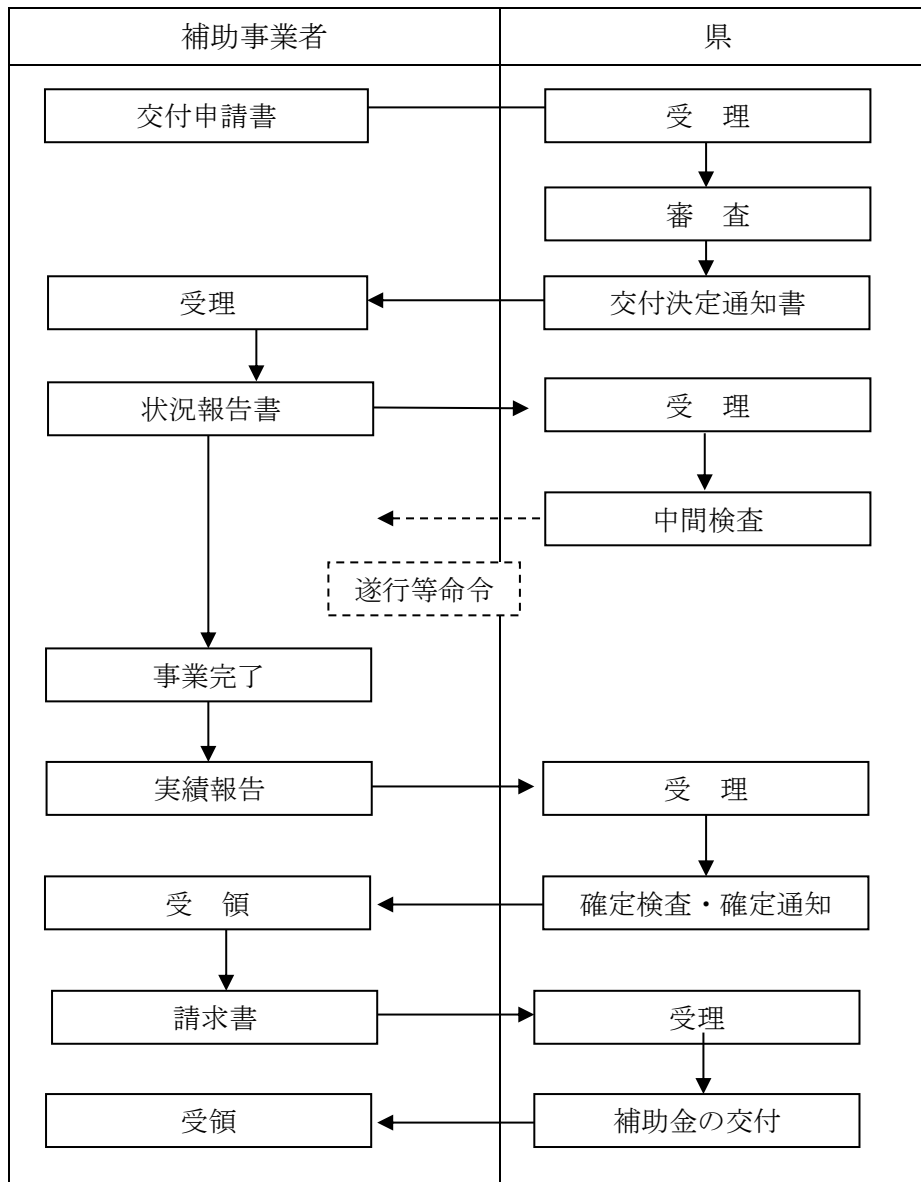 補助事業者
県
交付申請書
受　理
審　査
受理
交付決定通知書
状況報告書
受　理
中間検査
遂行等命令
事業完了
実績報告
受　理
受　領
確定検査・確定通知
請求書
受理
受領
補助金の交付